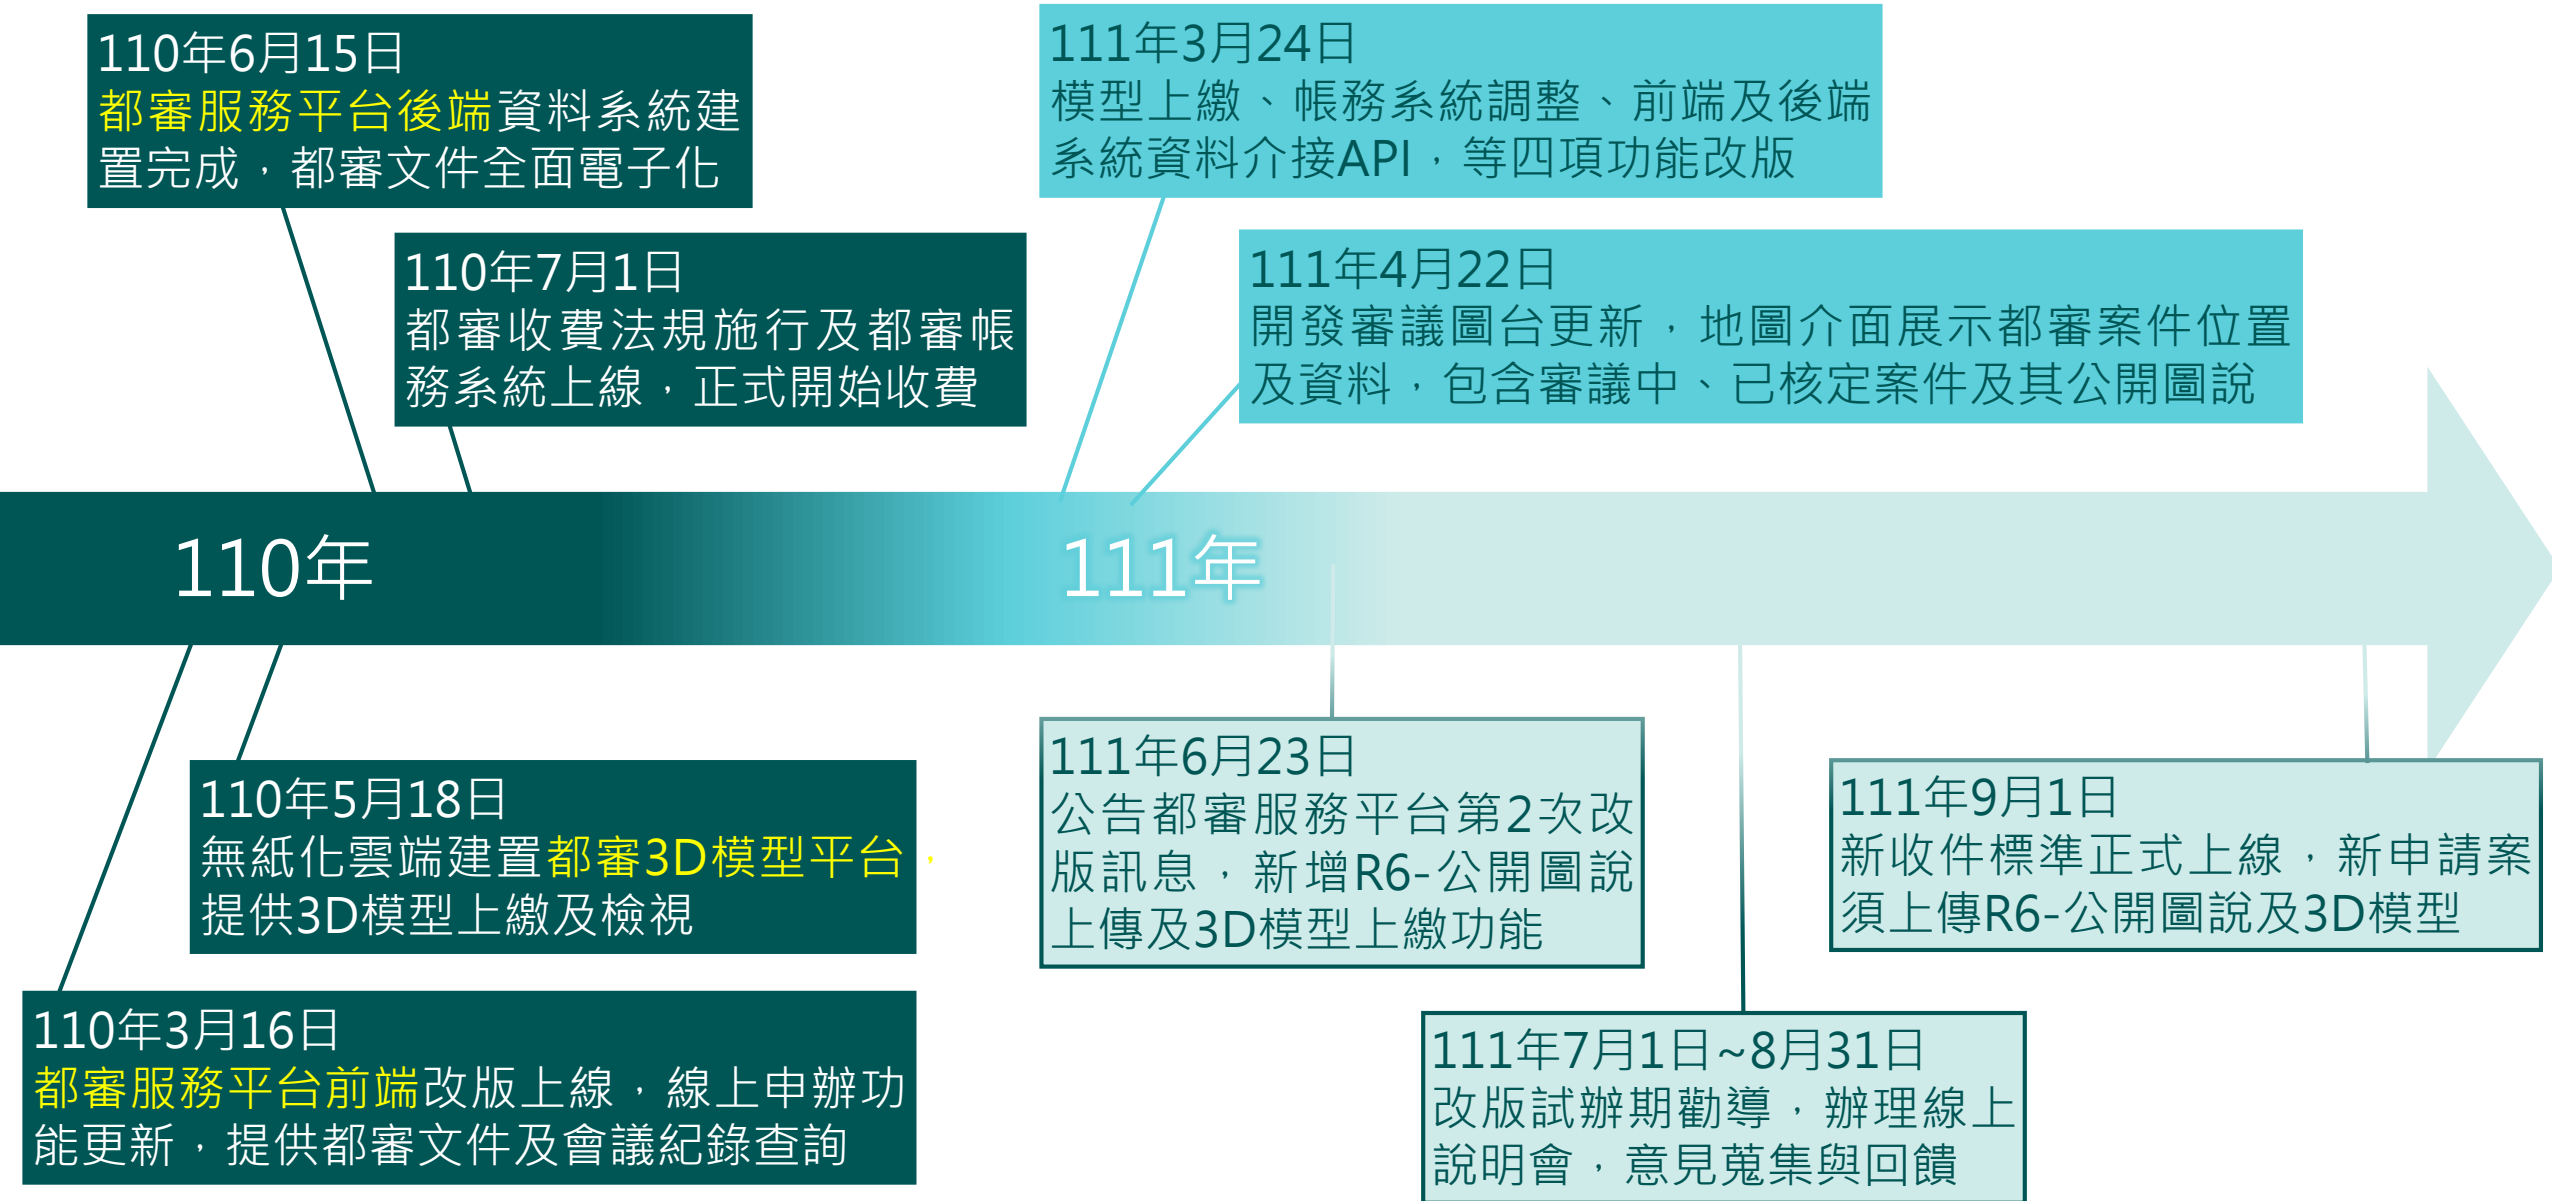 110年6月15日
都審服務平台後端資料系統建
置完成，都審文件全面電子化
111年3月24日
模型上繳、帳務系統調整、前端及後端
系統資料介接API，等四項功能改版
110年7月1日
都審收費法規施行及都審帳
務系統上線，正式開始收費
111年4月22日
開發審議圖台更新，地圖介面展示都審案件位置
及資料，包含審議中、已核定案件及其公開圖說
110年
111年
110年5月18日
無紙化雲端建置都審3D模型平台，
提供3D模型上繳及檢視
111年6月23日
公告都審服務平台第2次改
版訊息，新增R6-公開圖說
上傳及3D模型上繳功能
111年9月1日
新收件標準正式上線，新申請案
須上傳R6-公開圖說及3D模型
110年3月16日
都審服務平台前端改版上線，線上申辦功
能更新，提供都審文件及會議紀錄查詢
111年7月1日~8月31日
改版試辦期勸導，辦理線上
說明會，意見蒐集與回饋